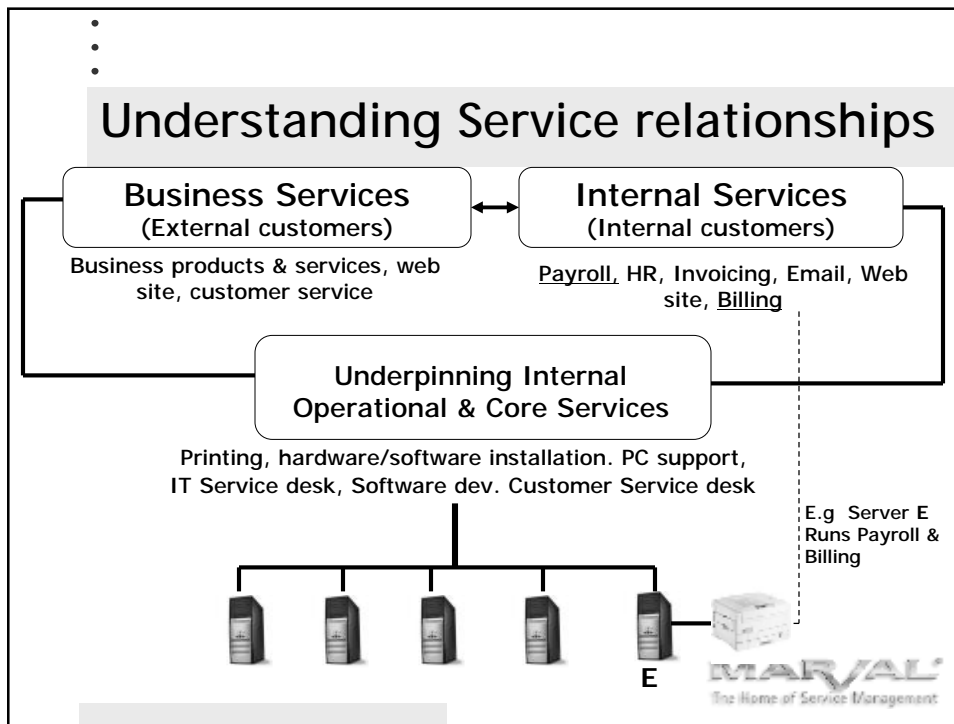 Understanding Service relationships
Business Services
(External customers)
Internal Services
(Internal customers)
Business products & services, web
site, customer service
Payroll, HR, Invoicing, Email, Web
site, Billing
Underpinning Internal
Operational & Core Services
Printing, hardware/software installation. PC support,
IT Service desk, Software dev. Customer Service desk
E.g Server E
Runs Payroll &
Billing
E
MARVAL
The Home of Service Management